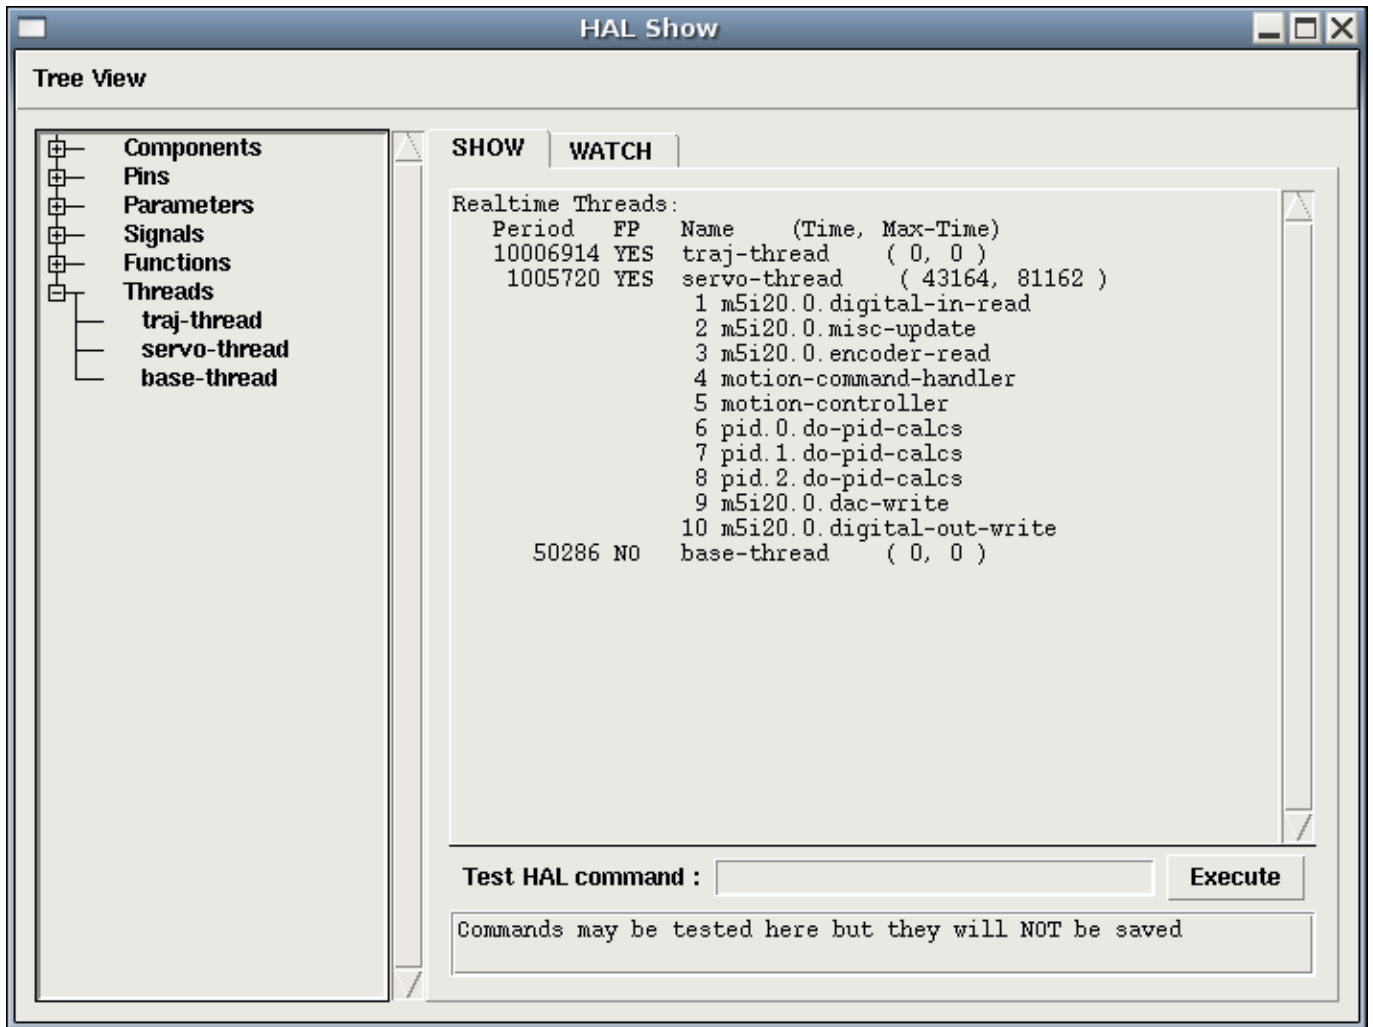 HAL Show
Tree View
Components
Pins
Parameters
Signals
Functions
Threads
traj-thread
servo-thread
base-thread
SHOW WATCH
Realtime Threads:
Period FP Name (Time, Max-Time)
10006914 YES traj-thread ( 0, 0 )
1005720 YES servo-thread ( 43164, 81162 )
1 m5i20.0.digital-in-read
2 m5i20.0.misc-update
3 m5i20.0.encoder-read
4 motion-command-handler
5 motion-controller
6 pid.0.do-pid-calcs
7 pid.1.do-pid-calcs
8 pid.2.do-pid-calcs
9 m5i20.0.dac-write
10 m5i20.0.digital-out-write
50286 NO base-thread ( 0, 0 )
Test HAL command : Execute
Commands may be tested here but they will NOT be saved